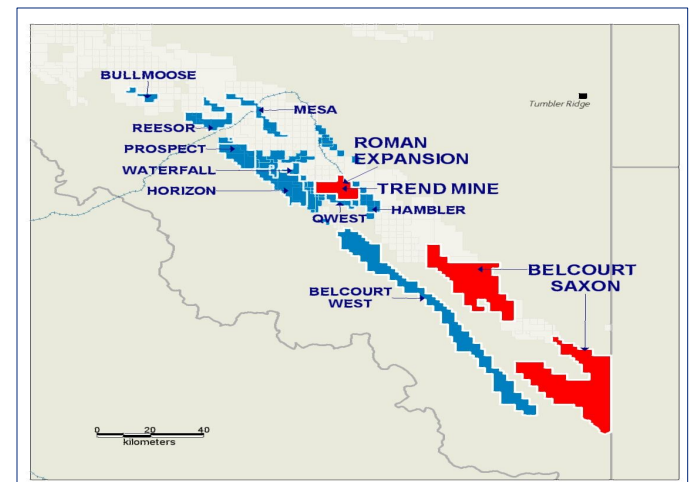 BULLMOOSE
MESA
Tumbler Ridge
REESOR
ROMAN
EXPANSION
PROSPECT
WATERFALL
TREND MINE
HORIZON
QWEST
HAMBLER
BELCOURT
SAXON
BELCOURT
WEST
0 20 40
kilometers